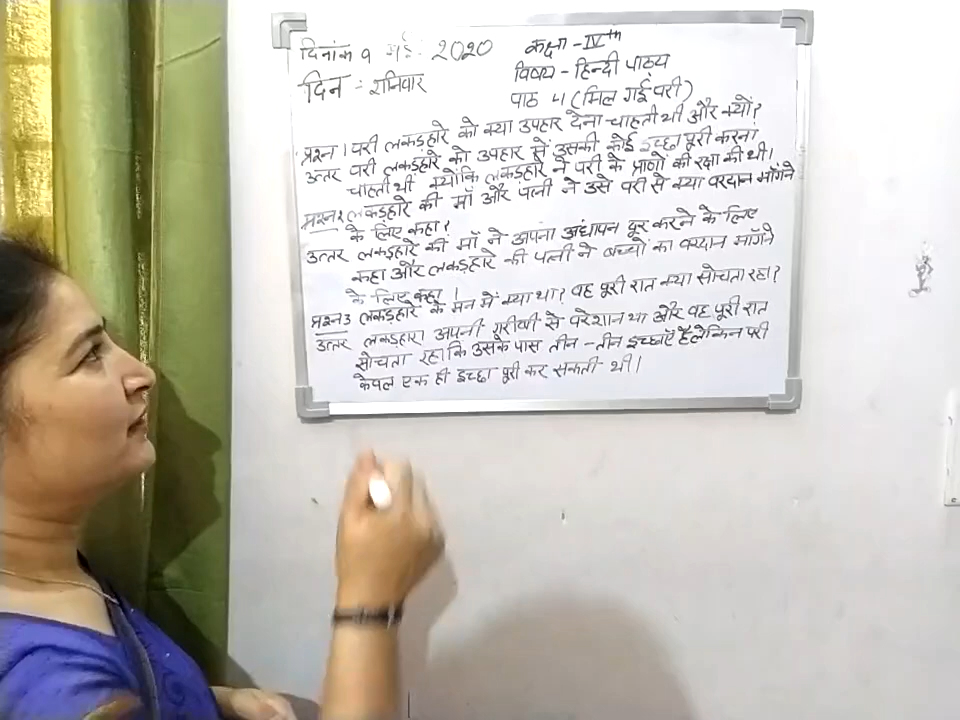 दिनांक 9 मई : 2020
कक्षा - IVth
दिन : शनिवार
विषय - हिन्दी पाठ्य
पाठ 4 (मिल गई परी)
प्रश्न 1 परी लकड़हारे को क्या उपहार देना चाहती थी और क्यों?
उत्तर परी लकड़हारे को उपहार से उसकी कोई इच्छा पूरी करना
चाहती थी क्योंकि लकड़हारे ने परी के प्राणों की रक्षा की थी।
प्रश्न 2 लकड़हारे की माँ और पत्नी ने उसे परी से क्या वरदान माँगने
के लिए कहा?
उत्तर लकड़हारे की माँ ने अपना अंधापन दूर करने के लिए
कहा और लकड़हारे की पत्नी ने बच्चों का वरदान माँगने
के लिए कहा।
प्रश्न 3 लकड़हारे के मन में क्या था? वह पूरी रात क्या सोचता रहा?
उत्तर लकड़हारा अपनी गरीबी से परेशान था और वह पूरी रात
सोचता रहा कि उसके पास तीन - तीन इच्छाएँ है लेकिन परी
केवल एक ही इच्छा पूरी कर सकती थी।